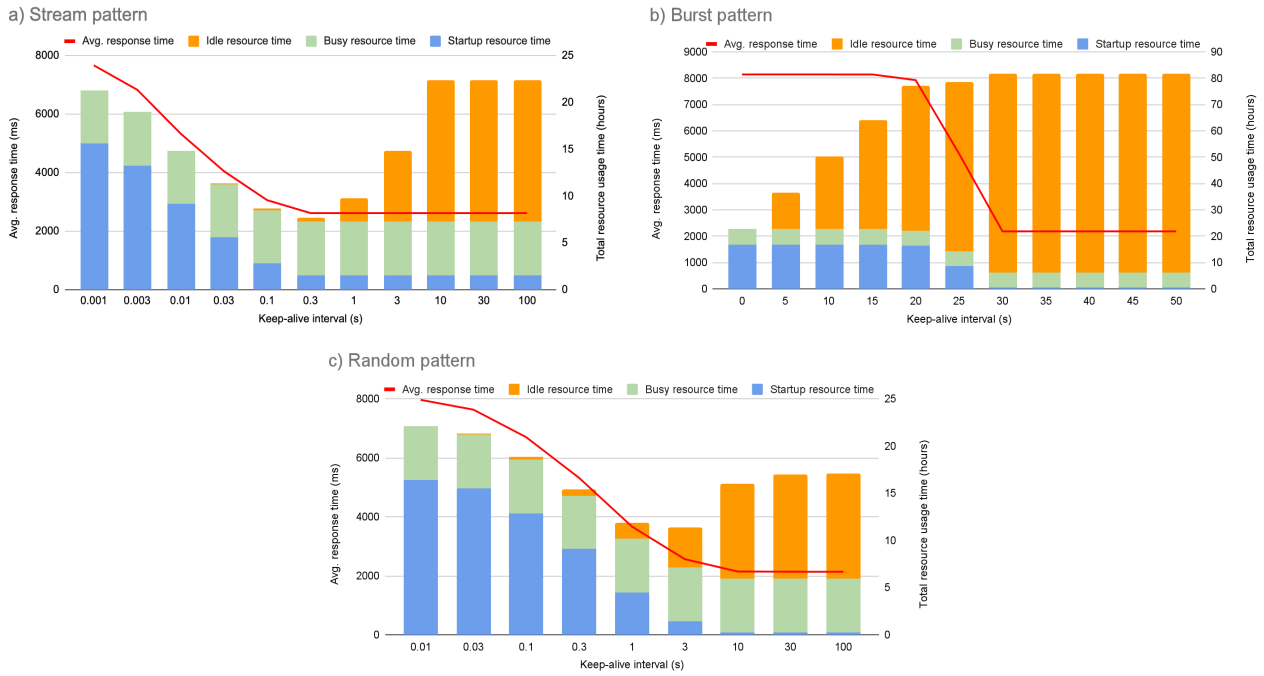 a) Stream pattern
Avg. response time Idle resource time Busy resource time Startup resource time
8000 25
20
6000
15
4000
10
2000
5
0 0
0.001 0.003 0.01 0.03 0.1 0.3 1 3 10 30 100
Keep-alive interval (s)
Avg. response time (ms)
Total resource usage time (hours)
b) Burst pattern
Avg. response time Idle resource time Busy resource time Startup resource time
9000 90
8000 80
7000 70
6000 60
5000 50
4000 40
3000 30
2000 20
1000 10
0 0
0 5 10 15 20 25 30 35 40 45 50
Keep-alive interval (s)
Avg. response time (ms)
Total resource usage time (hours)
c) Random pattern
Avg. response time Idle resource time Busy resource time Startup resource time
8000 25
20
6000
15
4000
10
2000
5
0 0
0.01 0.03 0.1 0.3 1 3 10 30 100
Keep-alive interval (s)
Avg. response time (ms)
Total resource usage time (hours)